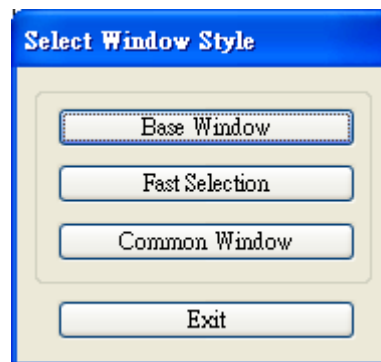 Select Window Style
Base Window
Fast Selection
Common Window
Exit